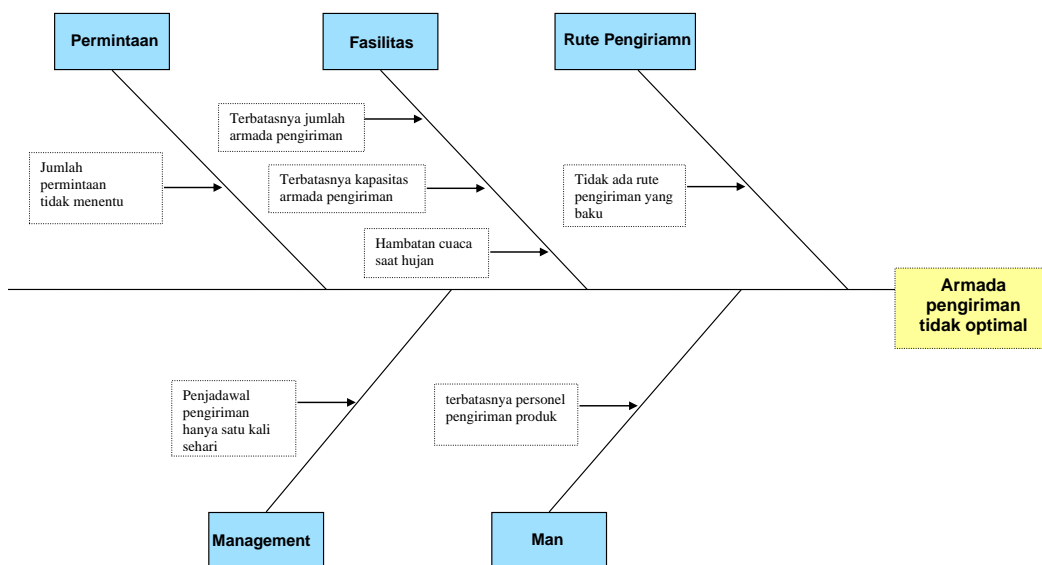 Permintaan
Fasilitas
Rute Pengiriamn
Terbatasnya jumlah
armada pengiriman
Jumlah
permintaan
tidak menentu
Terbatasnya kapasitas
armada pengiriman
Tidak ada rute
pengiriman yang
baku
Hambatan cuaca
saat hujan
Armada
pengiriman
tidak optimal
Penjadawal
pengiriman
hanya satu kali
sehari
terbatasnya personel
pengiriman produk
Management
Man